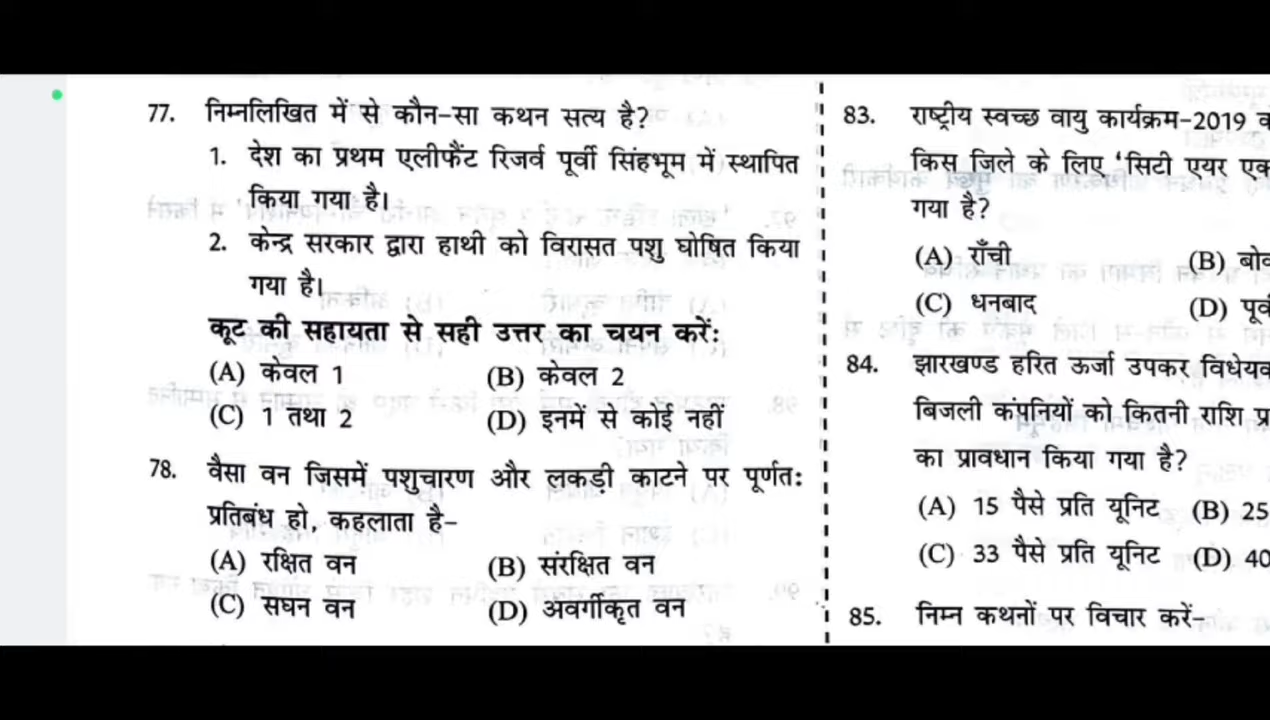 77. निम्नलिखित में से कौन-सा कथन सत्य है?
1. देश का प्रथम एलीफैंट रिजर्व पूर्वी सिंहभूम में स्थापित
किया गया है।
2. केन्द्र सरकार द्वारा हाथी को विरासत पशु घोषित किया
गया है।
कूट की सहायता से सही उत्तर का चयन करें:
(A) केवल 1 (B) केवल 2
(C) 1 तथा 2 (D) इनमें से कोई नहीं
78. वैसा वन जिसमें पशुचारण और लकड़ी काटने पर पूर्णतः
प्रतिबंध हो, कहलाता है-
(A) रक्षित वन (B) संरक्षित वन
(C) सघन वन (D) अवर्गीकृत वन
83. राष्ट्रीय स्वच्छ वायु कार्यक्रम-2019
किस जिले के लिए ‘सिटी एयर
गया है?
(A) राँची (B)
(C) धनबाद (D)
84. झारखण्ड हरित ऊर्जा उपकर
बिजली कंपनियों को कितनी राशि
का प्रावधान किया गया है?
(A) 15 पैसे प्रति यूनिट (B) 25
(C) 33 पैसे प्रति यूनिट (D) 40
85. निम्न कथनों पर विचार करें-